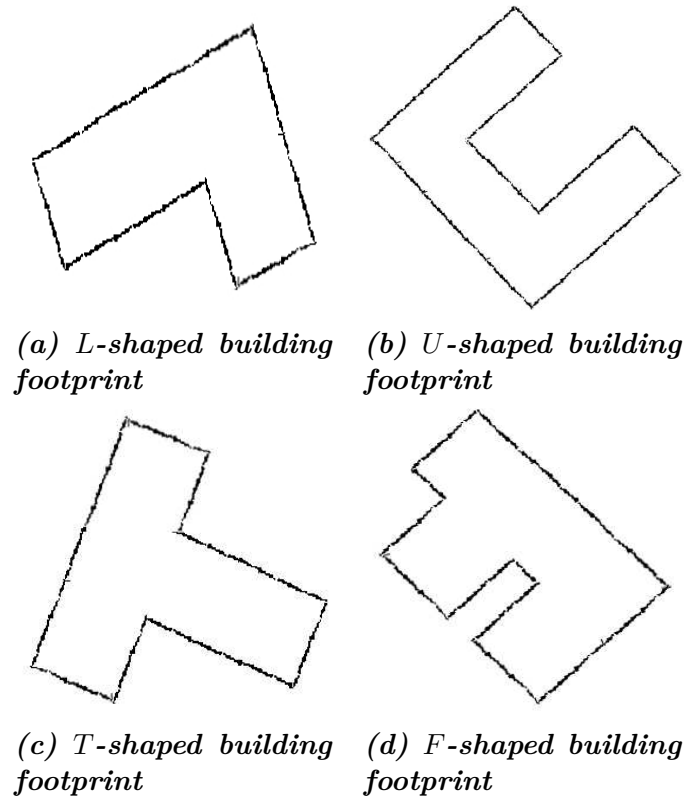 (a) L-shaped building
footprint
(b) U-shaped building
footprint
(c) T-shaped building
footprint
(d) F-shaped building
footprint